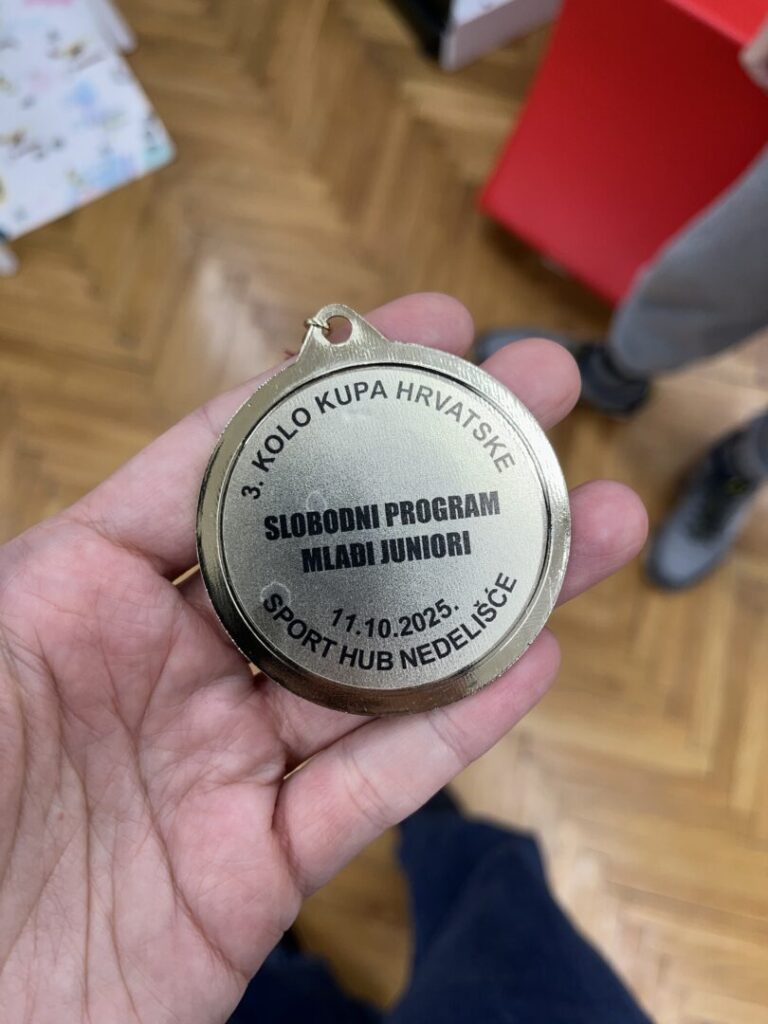 3. KOLO KUPA HRVATSKE
SLOBODNI PROGRAM
MLAĐI JUNIORI
11.10.2025.
SPORT HUB NEDELIŠĆE